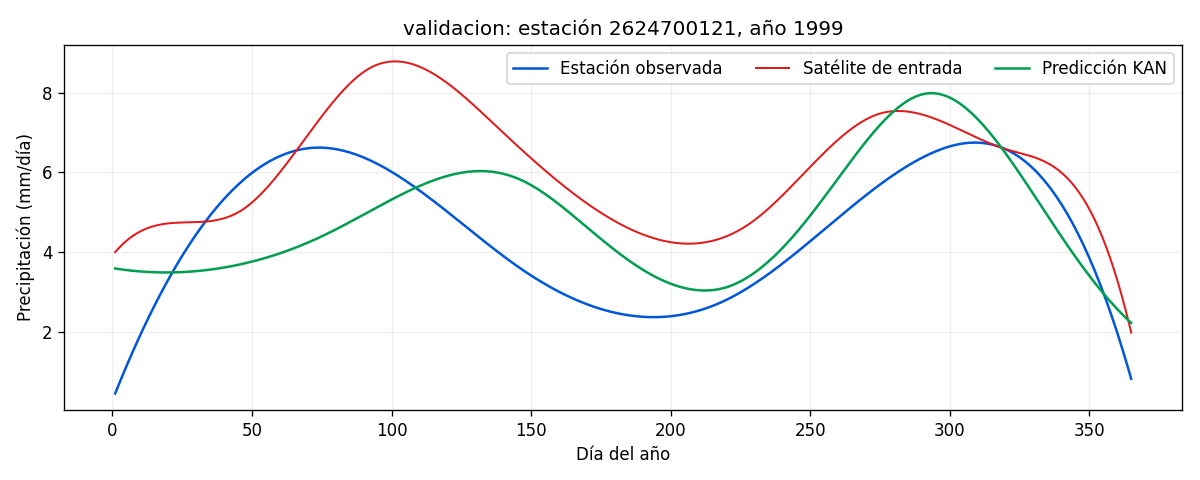 validacion: estación 2624700121, año 1999
Estación observada
Satélite de entrada
Predicción KAN
Precipitación (mm/día)
8
6
4
2
0
50
100
150
200
250
300
350
Día del año